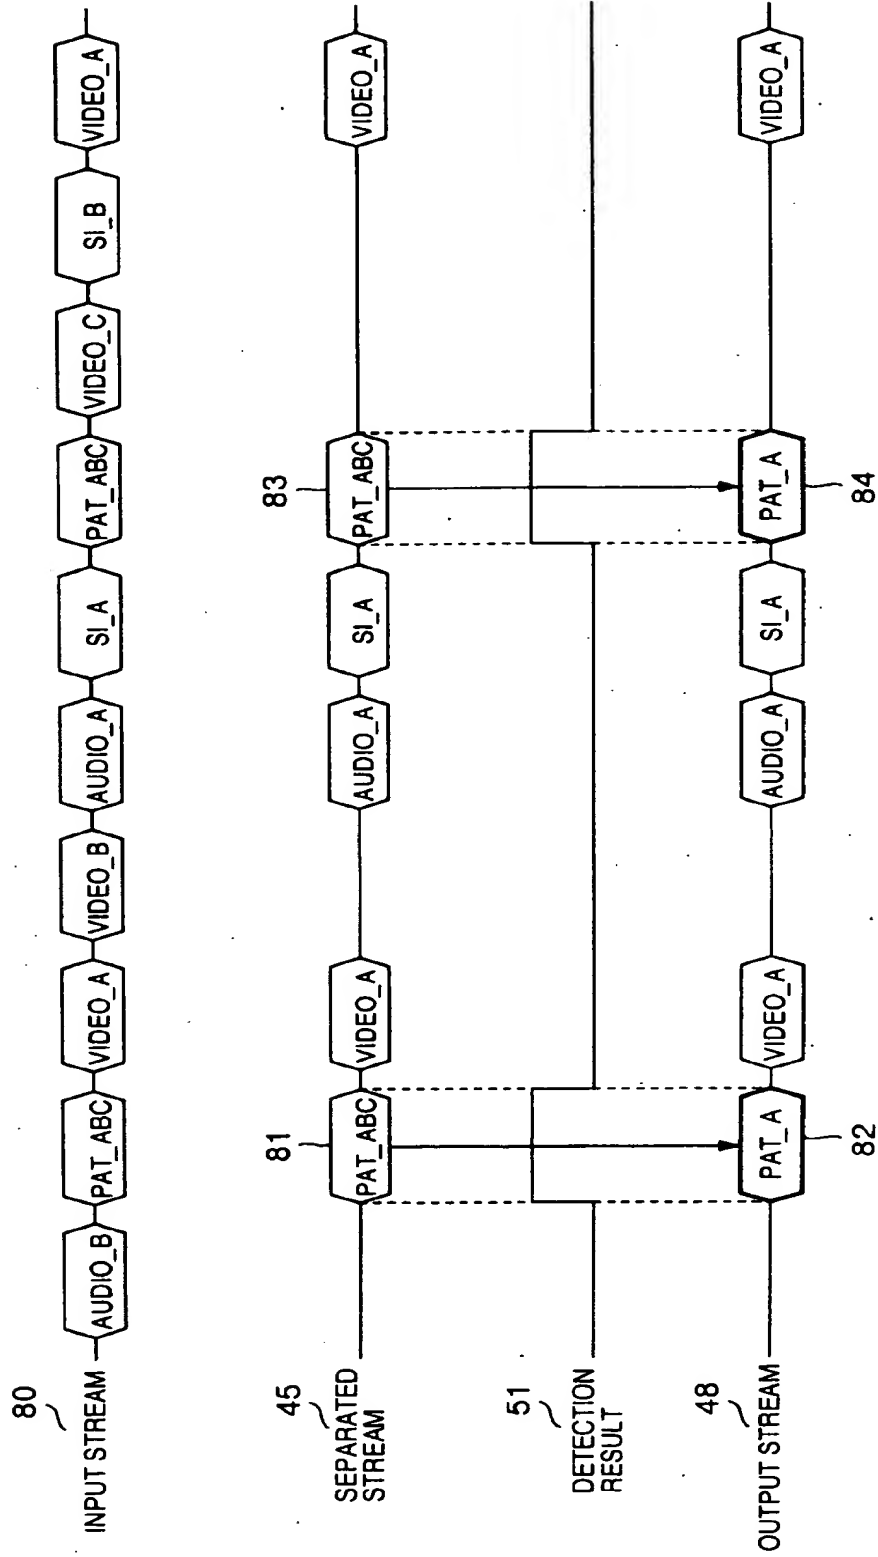 80
INPUT STREAM
AUDIO_B
PAT_ABC
VIDEO_A
VIDEO_B
AUDIO_A
SI_A
PAT_ABC
VIDEO_C
SI_B
VIDEO_A
45
SEPARATED
STREAM
81
PAT_ABC
VIDEO_A
AUDIO_A
SI_A
83
PAT_ABC
VIDEO_A
51
DETECTION
RESULT
48
OUTPUT STREAM
PAT_A
82
VIDEO_A
AUDIO_A
SI_A
PAT_A
84
VIDEO_A